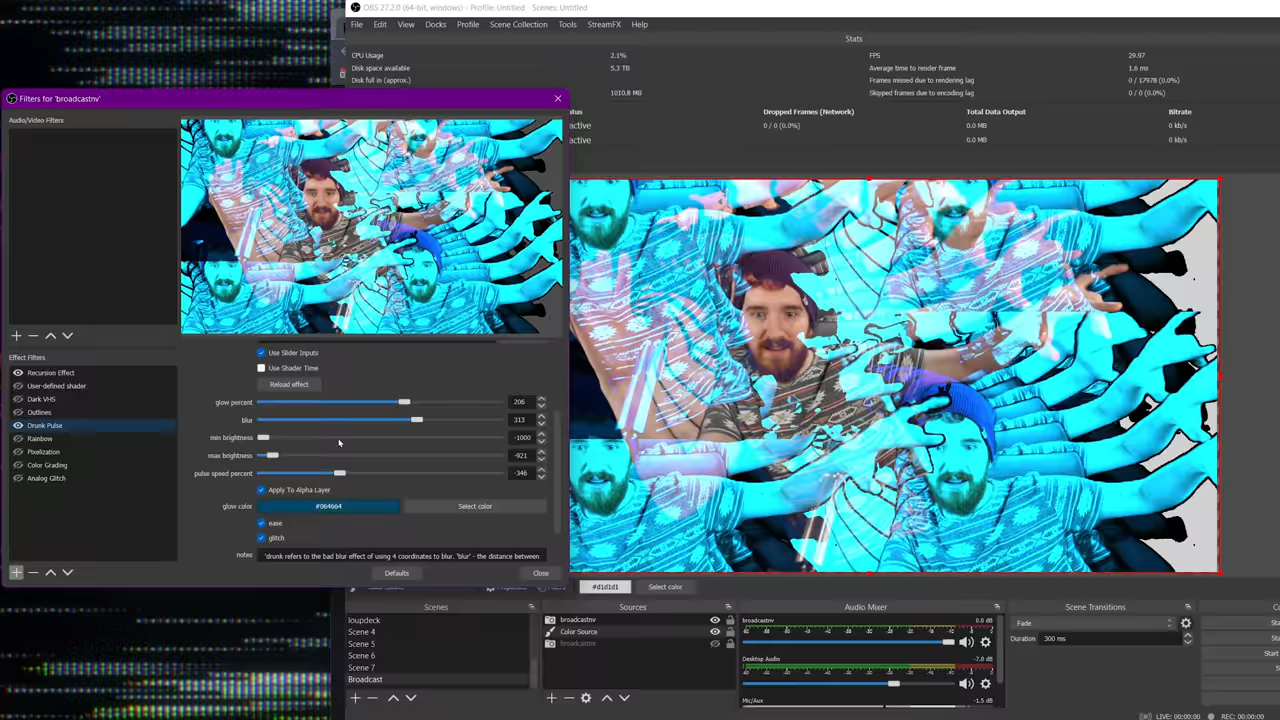 OBS 27.2.0 (64-bit, windows) - Profile: Untitled - Scenes: Untitled
File Edit View Docks Profile Scene Collection Tools StreamFX Help
Stats
CPU Usage 2.1% FPS 29.97
Disk space available 5.3 TB Average time to render frame 1.6 ms
Disk full in (approx.) Frames missed due to rendering lag 0 / 17978 (0.0%)
1010.8 MB Skipped frames due to encoding lag 0 / 0 (0.0%)
Filters for 'broadcastnv'
Audio/Video Filters
Dropped Frames (Network) Total Data Output Bitrate
0 / 0 (0.0%) 0.0 MB 0 kb/s
0.0 MB 0 kb/s
Effect Filters
Recursion Effect
User-defined shader
Dark VHS
Outlines
Drunk Pulse
Rainbow
Pixelization
Color Grading
Analog Glitch
Use Slider Inputs
Use Shader Time
Reload effect
glow percent 206
blur 313
min brightness -1000
max brightness -921
pulse speed percent -346
Apply To Alpha Layer
glow color #064664 Select color
ease
glitch
notes 'drunk refers to the bad blur effect of using 4 coordinates to blur. 'blur' - the distance between
Defaults Close
#d1d1d1 Select color
Scenes
loupdeck
Scene 4
Scene 5
Scene 6
Scene 7
Broadcast
Sources
broadcastnv
Color Source
broadcastnv
Audio Mixer
broadcastnv 0.0 dB
Desktop Audio -7.0 dB
Mic/Aux -1.5 dB
Scene Transitions
Fade
Duration 300 ms
LIVE: 00:00:00 REC: 00:00:00